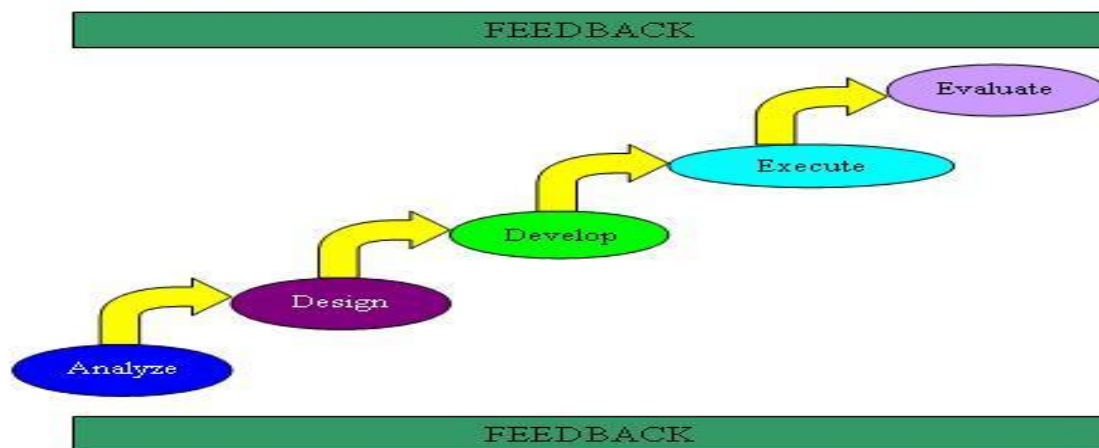 FEEDBACK
Evaluate
Execute
Develop
Design
Analyze
FEEDBACK